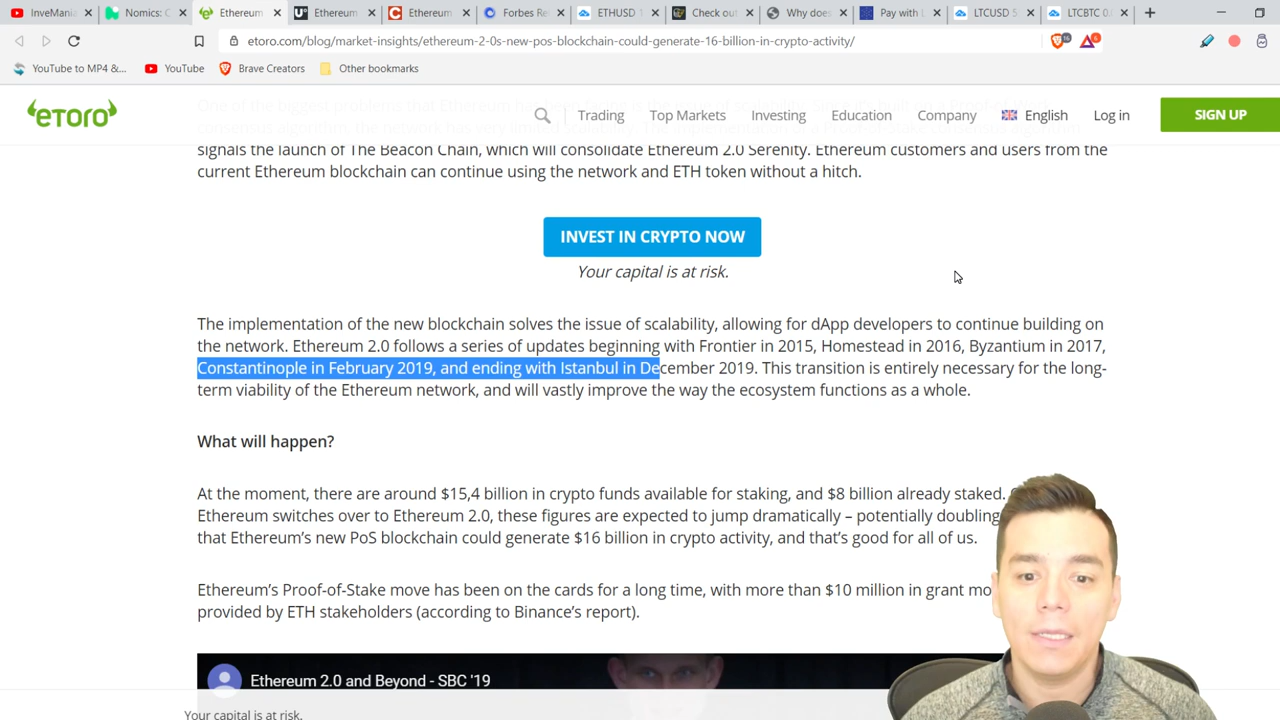 InveMania
Nomics: C
Ethereum
Ethereum
Ethereum
Forbes Re
ETHUSD 1
Check out
Why does
Pay with L
LTCUSD 5
LTCBTC 0.
etoro.com/blog/market-insights/ethereum-2-0s-new-pos-blockchain-could-generate-16-billion-in-crypto-activity/
YouTube to MP4 &...
YouTube
Brave Creators
Other bookmarks
eToro
Trading
Top Markets
Investing
Education
Company
English
Log in
SIGN UP
signals the launch of The Beacon Chain, which will consolidate Ethereum 2.0 Serenity. Ethereum customers and users from the
current Ethereum blockchain can continue using the network and ETH token without a hitch.
INVEST IN CRYPTO NOW
Your capital is at risk.
The implementation of the new blockchain solves the issue of scalability, allowing for dApp developers to continue building on
the network. Ethereum 2.0 follows a series of updates beginning with Frontier in 2015, Homestead in 2016, Byzantium in 2017,
Constantinople in February 2019, and ending with Istanbul in December 2019. This transition is entirely necessary for the long-
term viability of the Ethereum network, and will vastly improve the way the ecosystem functions as a whole.
What will happen?
At the moment, there are around $15,4 billion in crypto funds available for staking, and $8 billion already staked.
Ethereum switches over to Ethereum 2.0, these figures are expected to jump dramatically – potentially doubling
that Ethereum's new PoS blockchain could generate $16 billion in crypto activity, and that's good for all of us.
Ethereum's Proof-of-Stake move has been on the cards for a long time, with more than $10 million in grant mo
provided by ETH stakeholders (according to Binance's report).
Ethereum 2.0 and Beyond - SBC '19
Your capital is at risk.